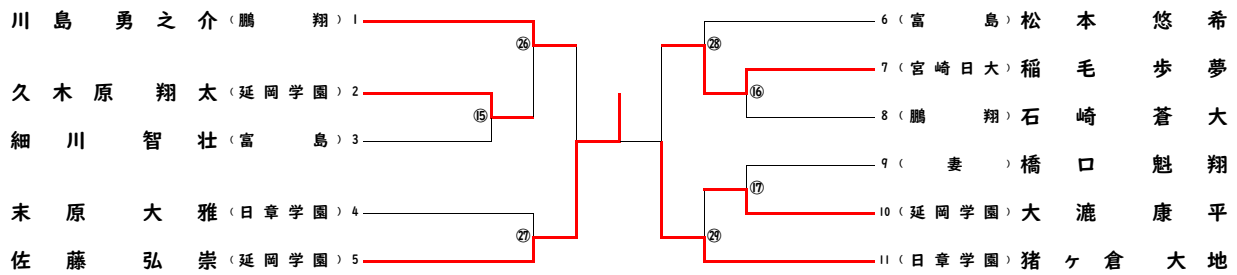 川島 勇之介（鵬翔）1
㉖
久木原 翔太（延岡学園）2
⑮
細川 智壮（富島）3
末原 大雅（日章学園）4
㉗
佐藤 弘崇（延岡学園）5
6（富島）松本 悠希
㉘
7（宮崎日大）稲毛 歩夢
⑯
8（鵬翔）石崎 蒼大
9（妻）橋口 魁翔
⑰
10（延岡学園）大漉 康平
㉙
11（日章学園）猪ヶ倉 大地